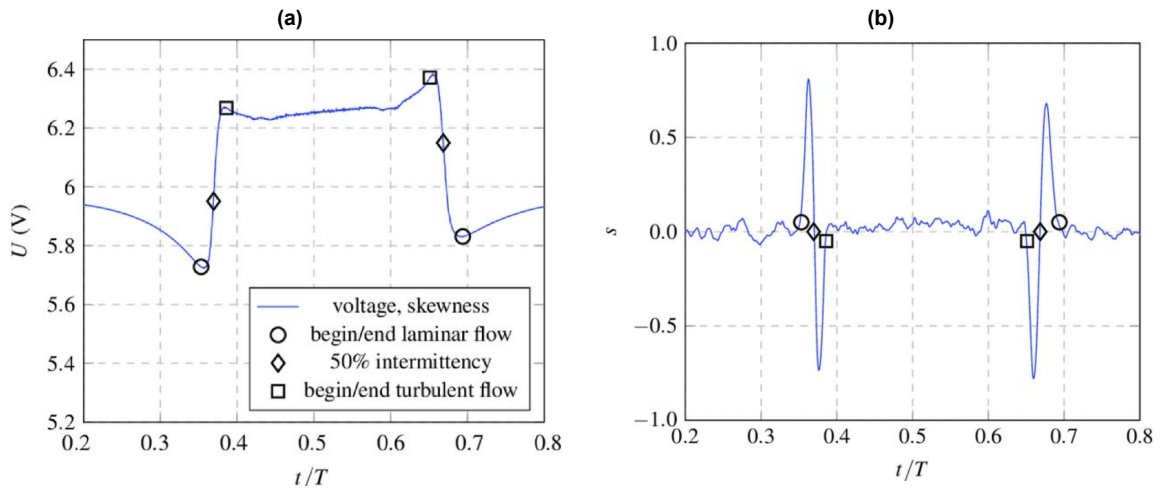 (a)
6.4
6.2
6
5.8
5.6
5.4
5.2
U (V)
0.2 0.3 0.4 0.5 0.6 0.7 0.8
t/T
voltage, skewness
begin/end laminar flow
50% intermittency
begin/end turbulent flow
(b)
1.0
0.5
0.0
−0.5
−1.0
s
0.2 0.3 0.4 0.5 0.6 0.7 0.8
t/T